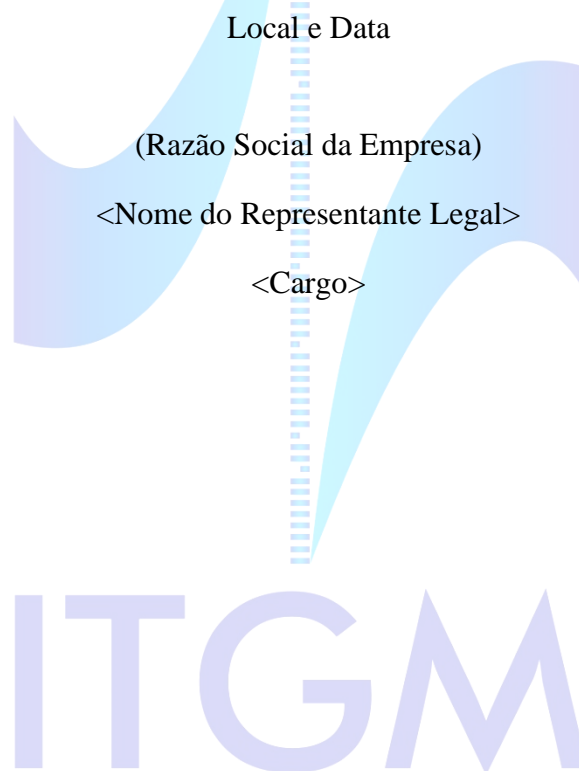 Local e Data
(Razão Social da Empresa)
<Nome do Representante Legal>
<Cargo>
ITGM